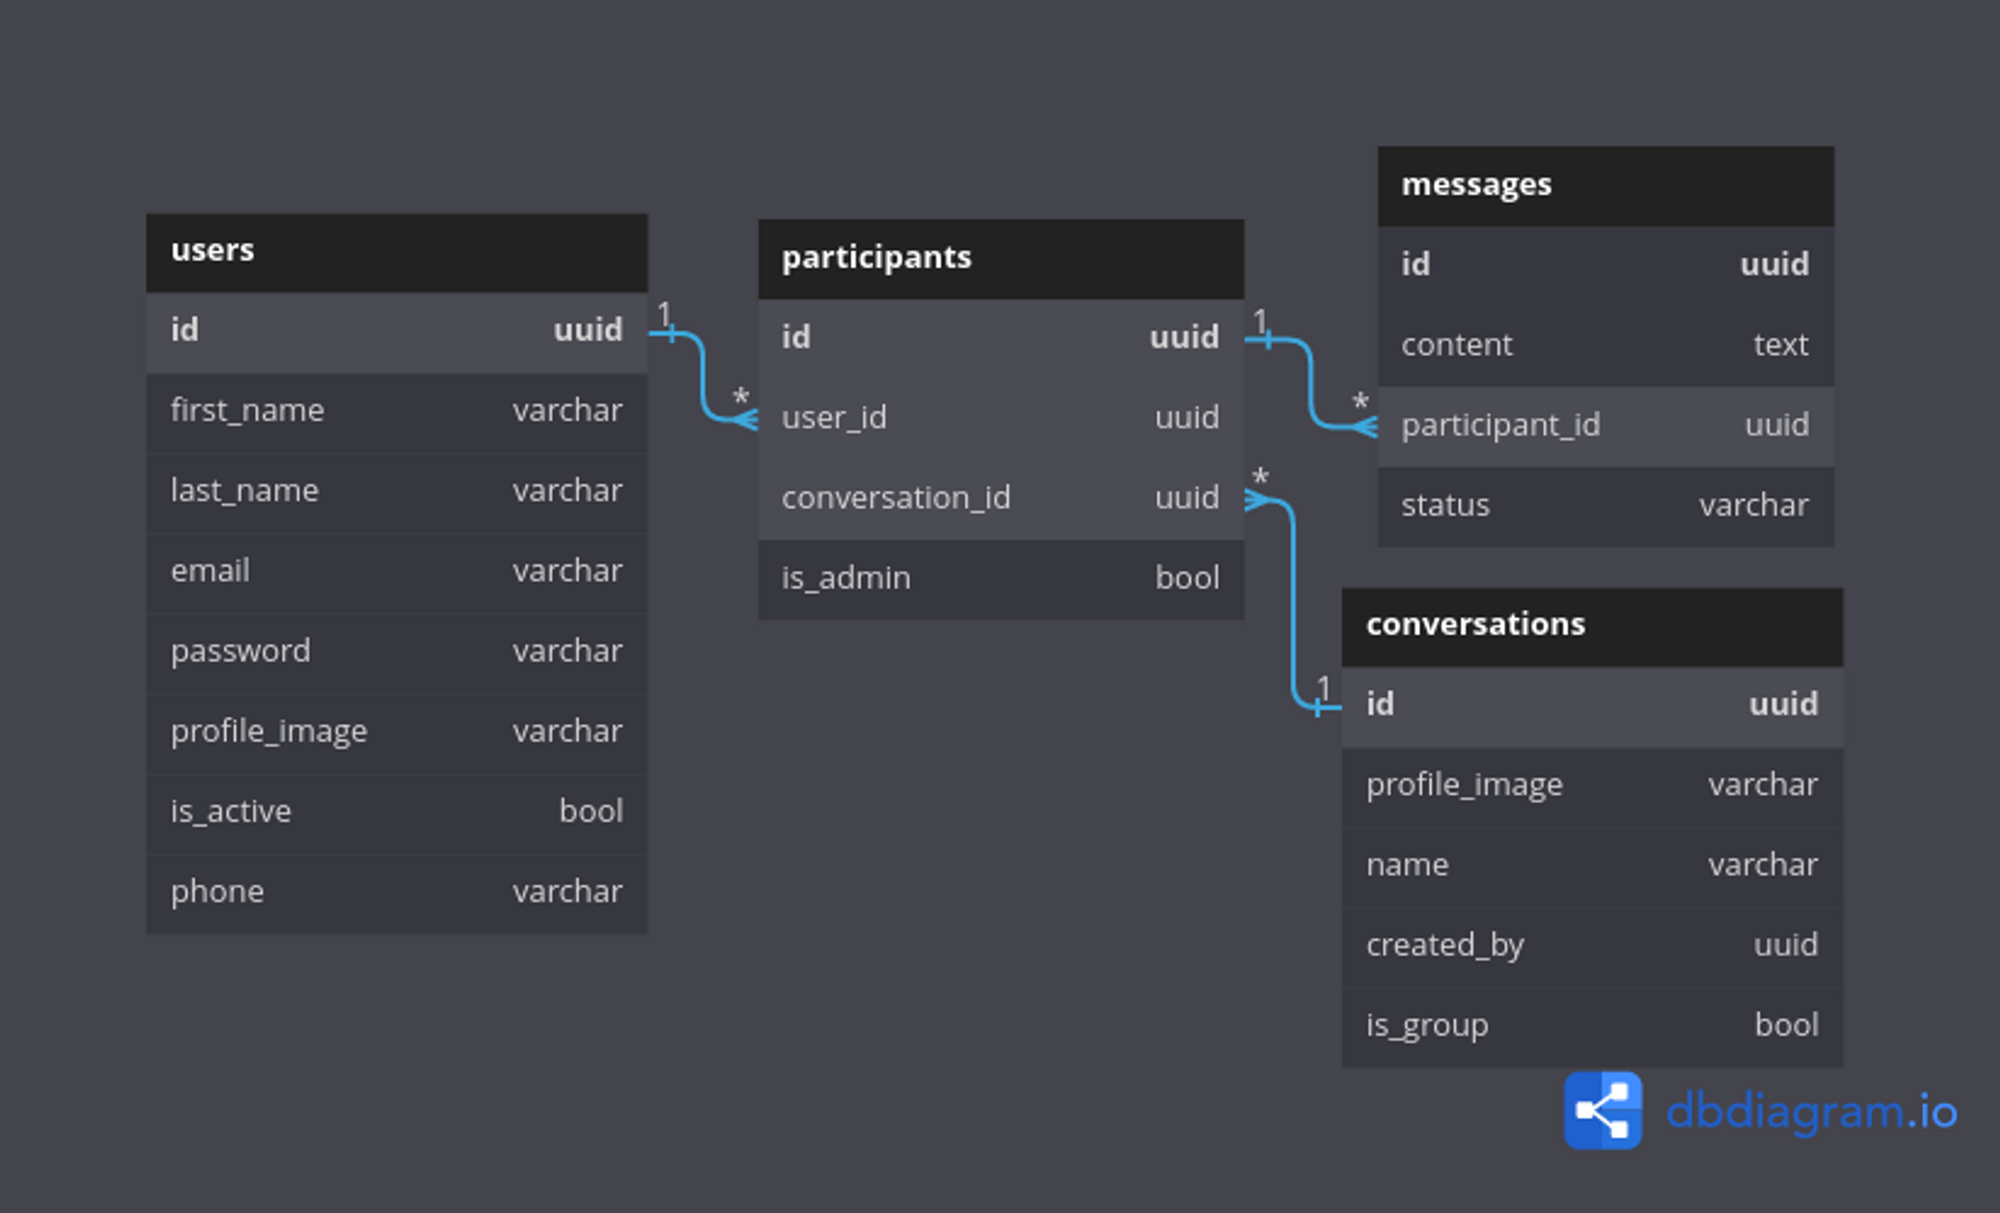 users
id uuid
first_name varchar
last_name varchar
email varchar
password varchar
profile_image varchar
is_active bool
phone varchar
1
*
participants
id uuid
user_id uuid
conversation_id uuid
is_admin bool
1
*
*
1
messages
id uuid
content text
participant_id uuid
status varchar
conversations
id uuid
profile_image varchar
name varchar
created_by uuid
is_group bool
dbdiagram.io